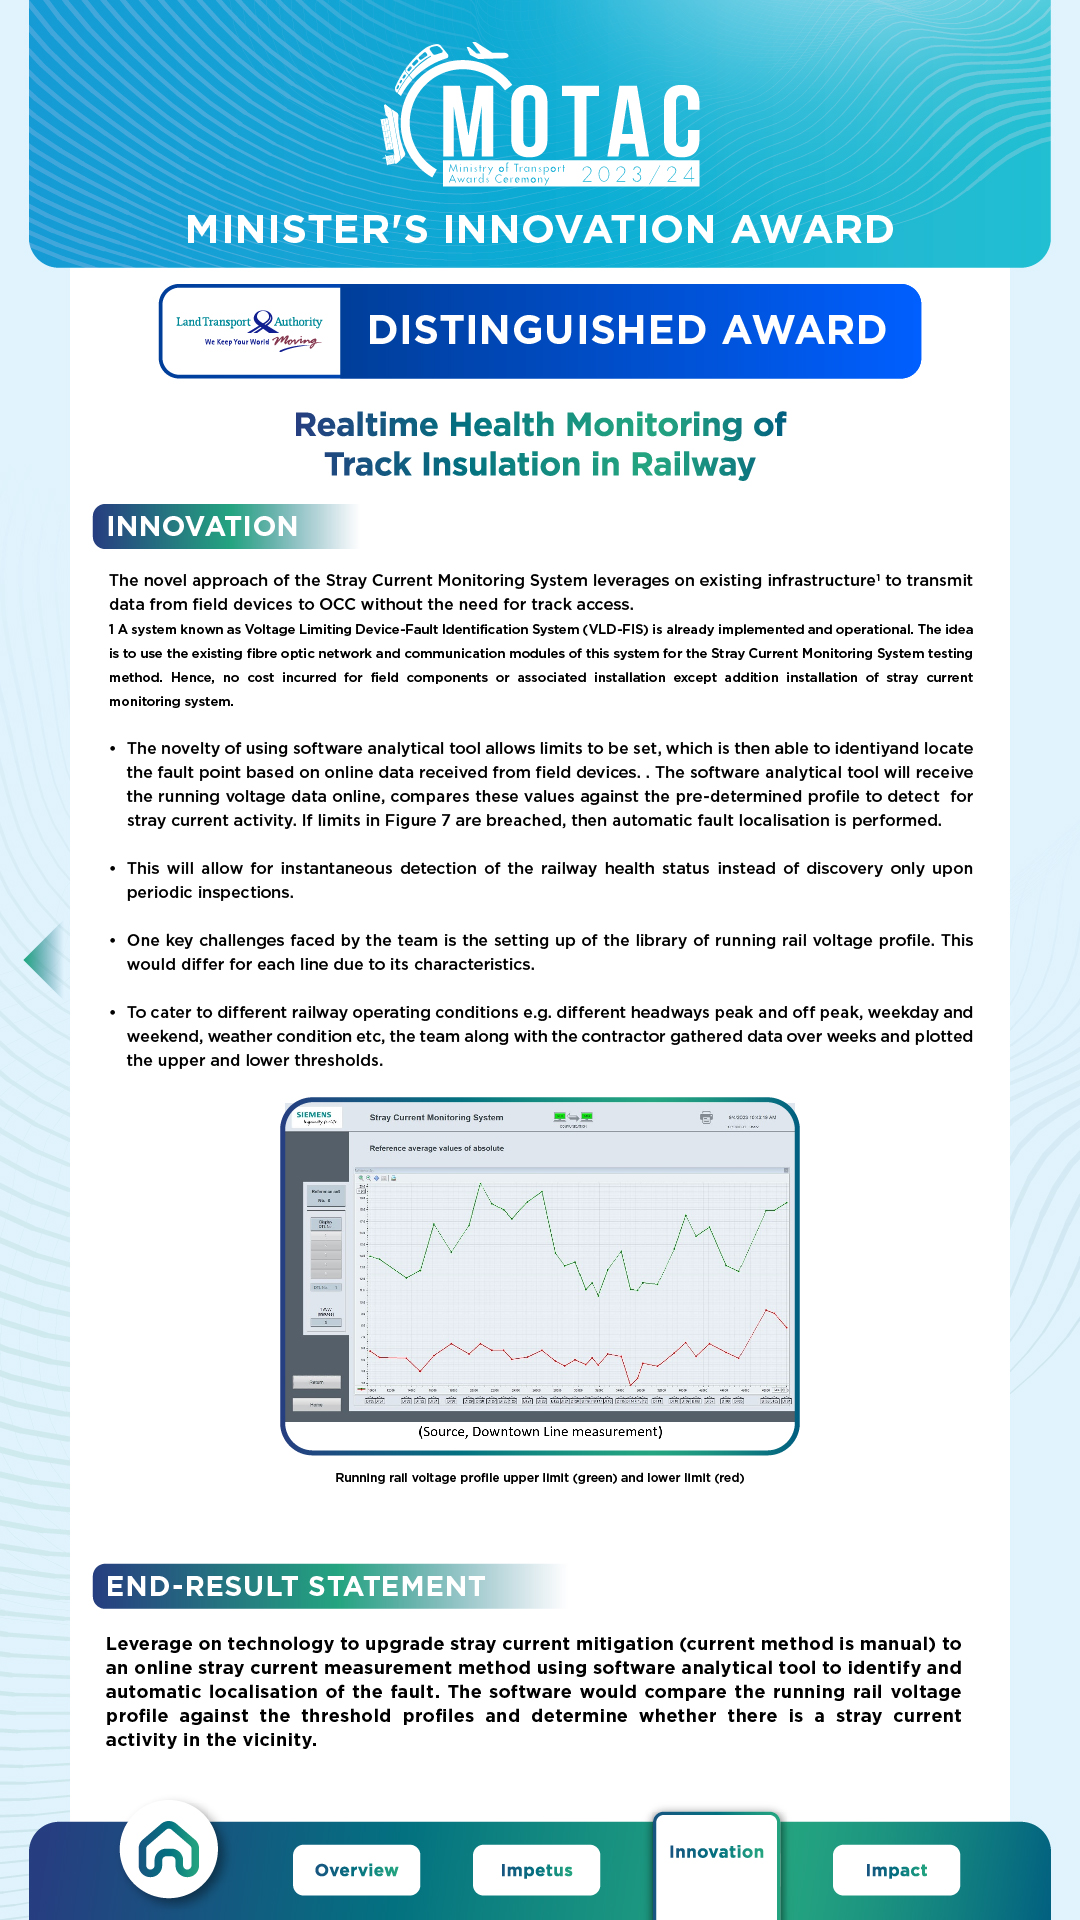 MOTAC
Ministry of Transport
Awards Ceremony
2023/24
MINISTER'S INNOVATION AWARD
Land Transport Authority
We Keep Your World Moving
DISTINGUISHED AWARD
Realtime Health Monitoring of
Track Insulation in Railway
INNOVATION
The novel approach of the Stray Current Monitoring System leverages on existing infrastructure¹ to transmit
data from field devices to OCC without the need for track access.
1 A system known as Voltage Limiting Device-Fault Identification System (VLD-FIS) is already implemented and operational. The idea
is to use the existing fibre optic network and communication modules of this system for the Stray Current Monitoring System testing
method. Hence, no cost incurred for field components or associated installation except addition installation of stray current
monitoring system.
• The novelty of using software analytical tool allows limits to be set, which is then able to identiyand locate
the fault point based on online data received from field devices. . The software analytical tool will receive
the running voltage data online, compares these values against the pre-determined profile to detect for
stray current activity. If limits in Figure 7 are breached, then automatic fault localisation is performed.
• This will allow for instantaneous detection of the railway health status instead of discovery only upon
periodic inspections.
• One key challenges faced by the team is the setting up of the library of running rail voltage profile. This
would differ for each line due to its characteristics.
• To cater to different railway operating conditions e.g. different headways peak and off peak, weekday and
weekend, weather condition etc, the team along with the contractor gathered data over weeks and plotted
the upper and lower thresholds.
SIEMENS
Stray Current Monitoring System
Reference average values of absolute
Return
Home
(Source, Downtown Line measurement)
Running rail voltage profile upper limit (green) and lower limit (red)
END-RESULT STATEMENT
Leverage on technology to upgrade stray current mitigation (current method is manual) to
an online stray current measurement method using software analytical tool to identify and
automatic localisation of the fault. The software would compare the running rail voltage
profile against the threshold profiles and determine whether there is a stray current
activity in the vicinity.
Overview
Impetus
Innovation
Impact